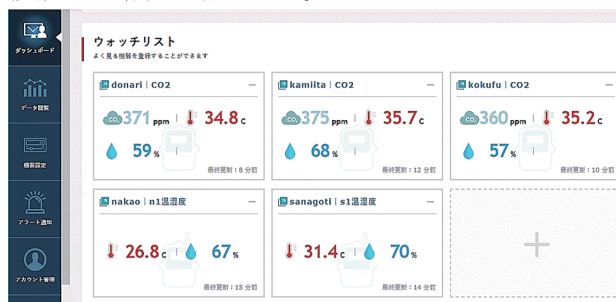 ダッシュボード
データ閲覧
機器設定
アラート通知
アカウント管理
ウォッチリスト
よく見る機器を登録することができます
donari | CO2
CO2 371 ppm | 34.8 c
59 %
最終更新：8 分前
kamiita | CO2
CO2 375 ppm | 35.7 c
68 %
最終更新：12 分前
kokufu | CO2
CO2 360 ppm | 35.2 c
57 %
最終更新：10 分前
nakao | n1温湿度
26.8 c | 67 %
最終更新：15 分前
sanagoti | s1温湿度
31.4 c | 70 %
最終更新：14 分前